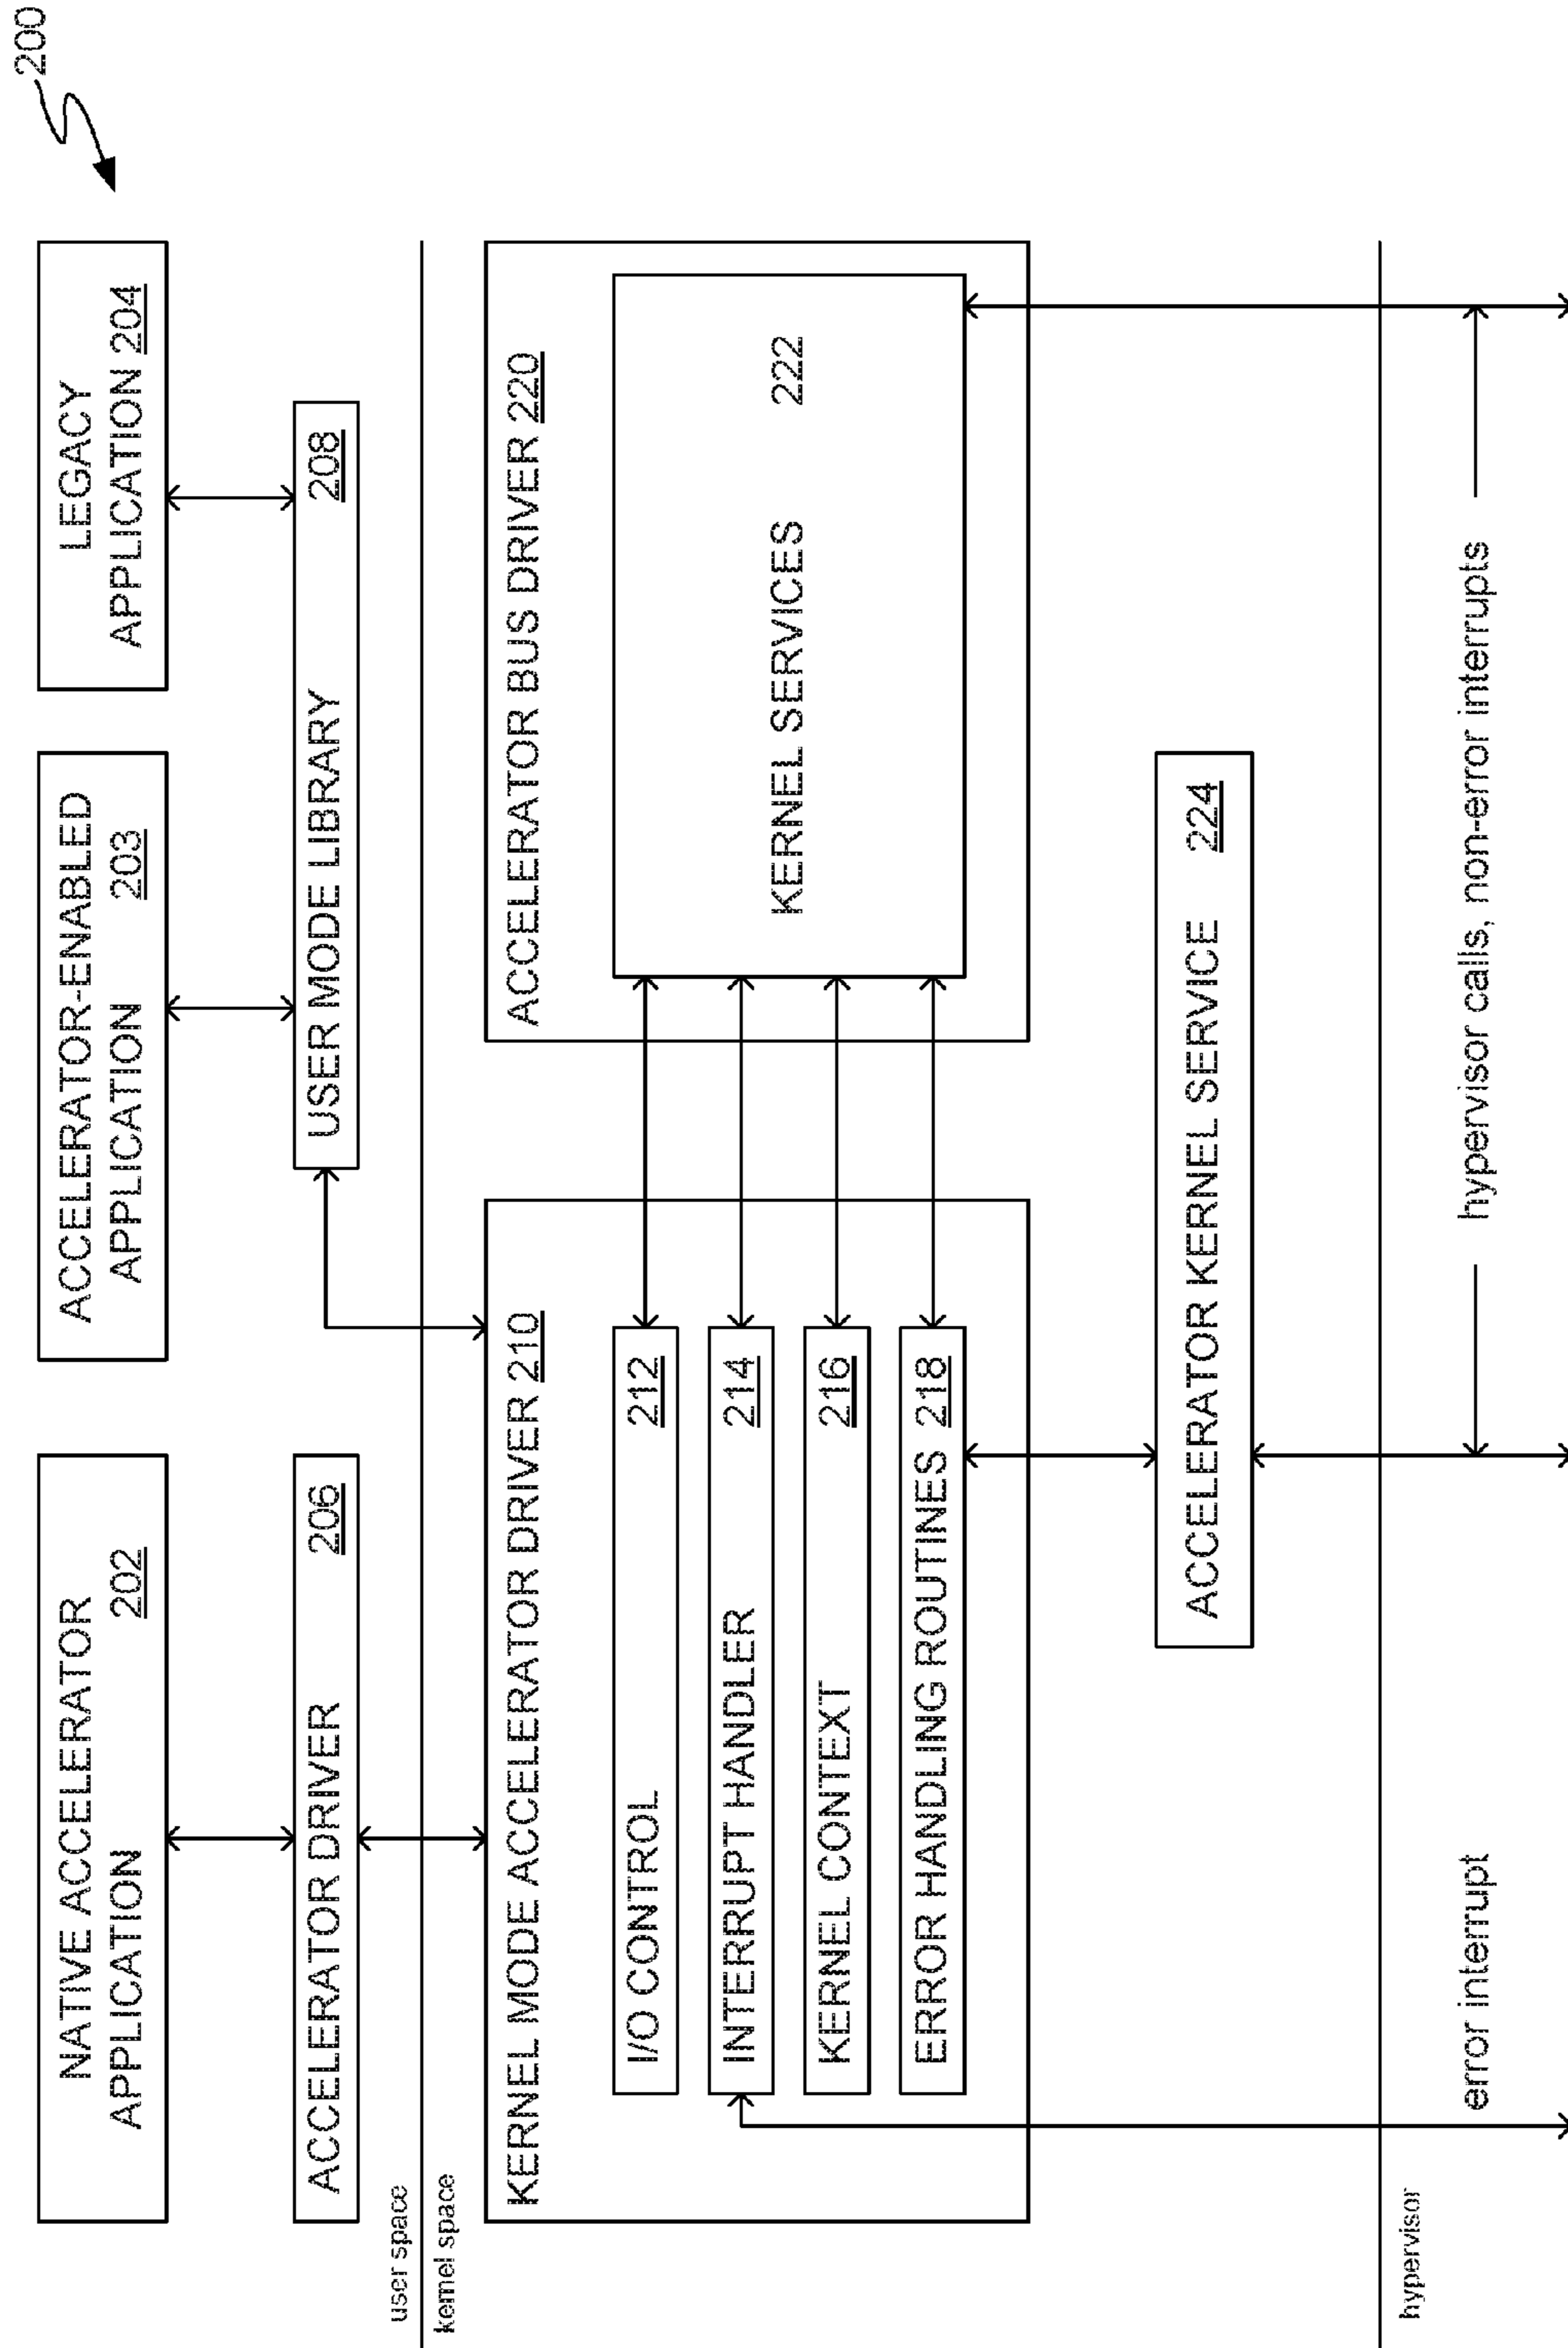 200
NATIVE ACCELERATOR
APPLICATION 202
ACCELERATOR-ENABLED
APPLICATION 203
LEGACY
APPLICATION 204
ACCELERATOR DRIVER 206
USER MODE LIBRARY 208
user space
kernel space
KERNEL MODE ACCELERATOR DRIVER 210
I/O CONTROL 212
INTERRUPT HANDLER 214
KERNEL CONTEXT 216
ERROR HANDLING ROUTINES 218
ACCELERATOR BUS DRIVER 220
KERNEL SERVICES 222
ACCELERATOR KERNEL SERVICE 224
hypervisor
error interrupt
hypervisor calls, non-error interrupts